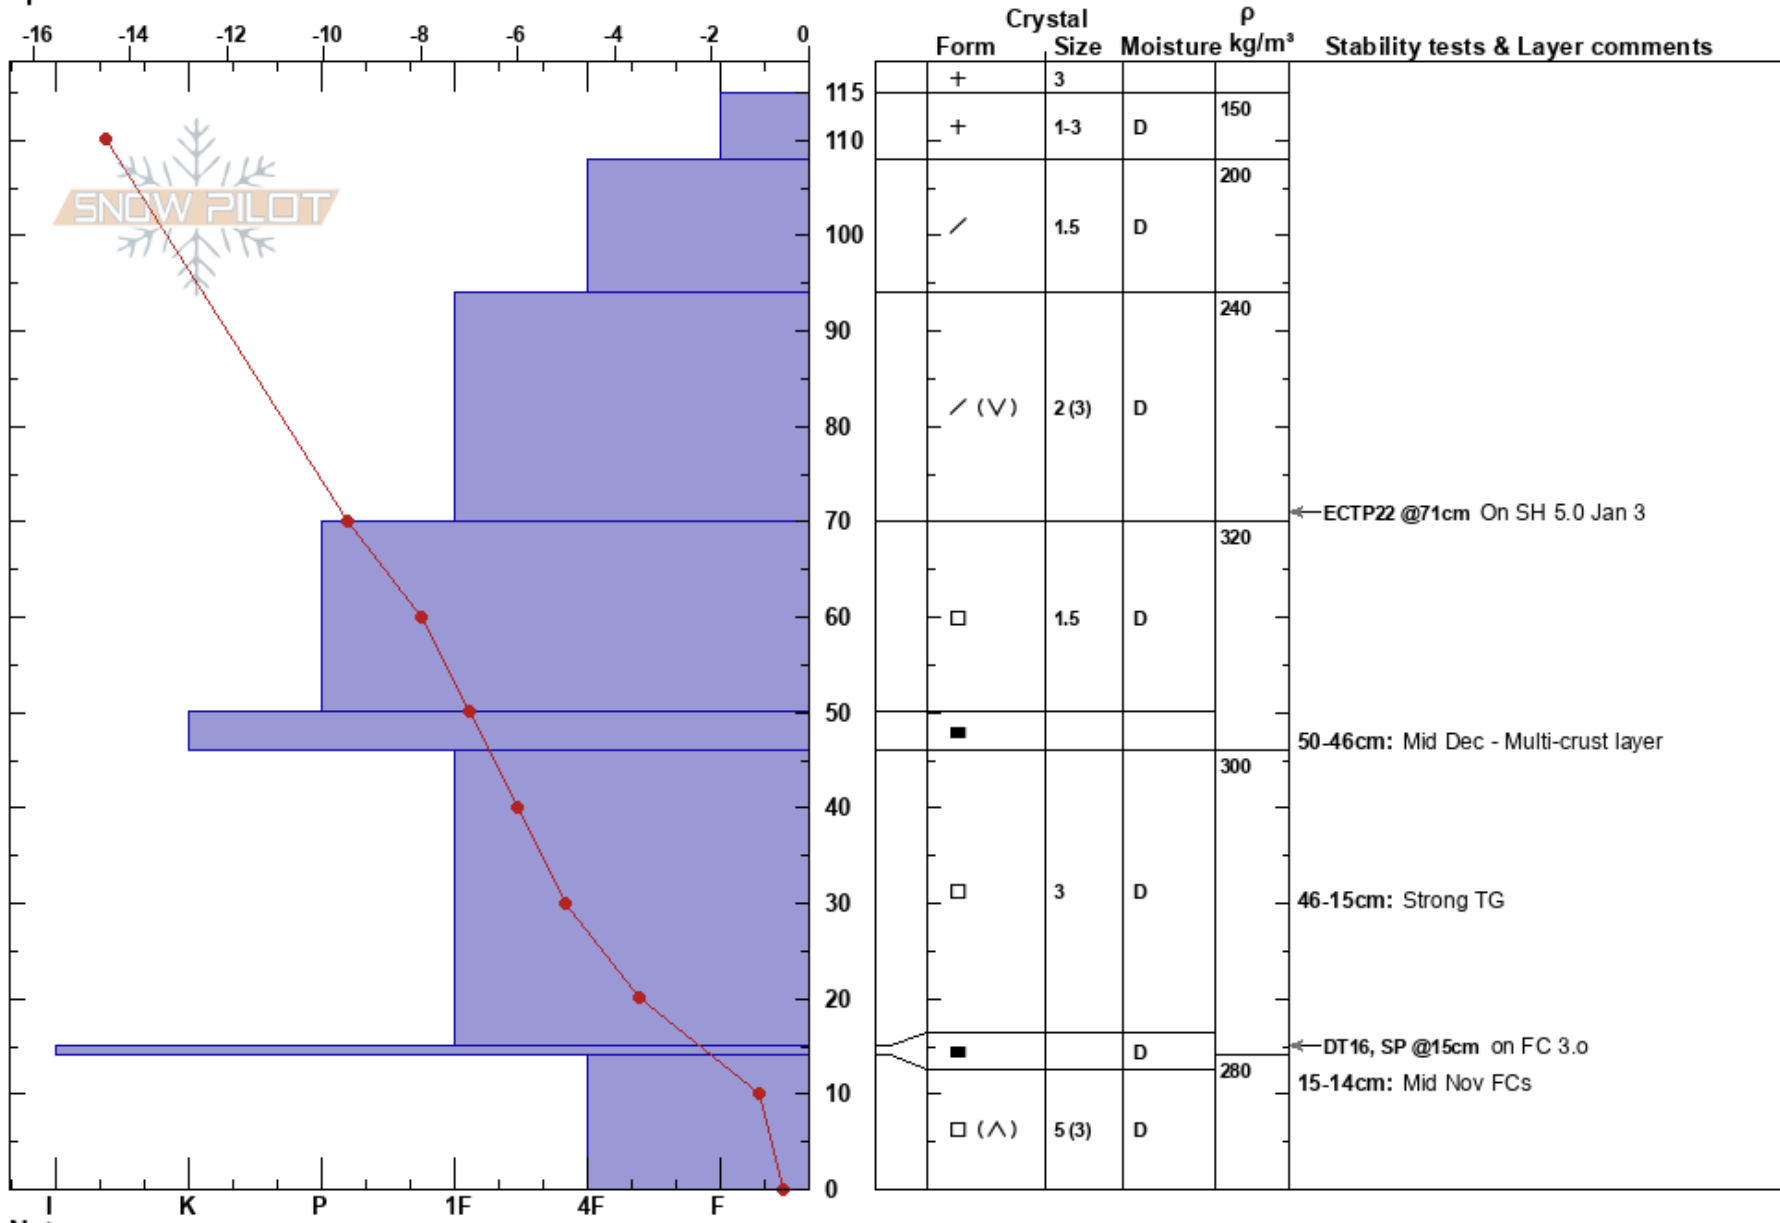 -16 -14 -12 -10 -8 -6 -4 -2 0
Crystal ρ
Form Size Moisture kg/m³ Stability tests & Layer comments
+ 3
115
150
+ 1-3 D
110
200
SNOW PILOT
/ 1.5 D
100
240
90
/ (V) 2 (3) D
80
ECTP22 @71cm On SH 5.0 Jan 3
70
320
60
□ 1.5 D
50
■
50-46cm: Mid Dec - Multi-crust layer
300
40
□ 3 D
46-15cm: Strong TG
30
20
DT16, SP @15cm on FC 3.o
■ D
280
15-14cm: Mid Nov FCs
10
□ (Λ) 5 (3) D
0
I K P 1F 4F F